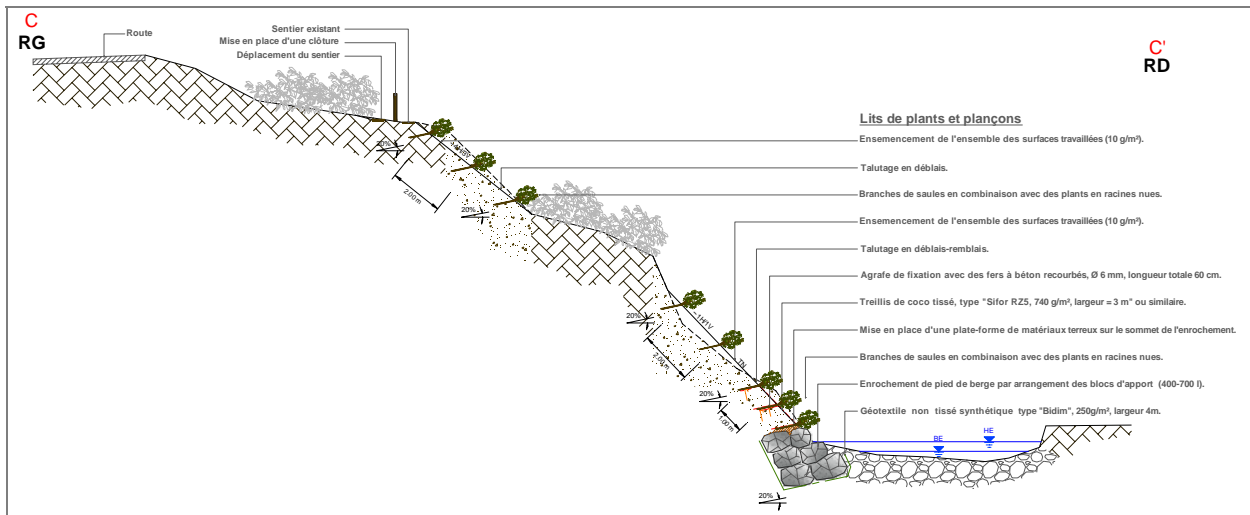 C
RG
Route
Sentier existant
Mise en place d'une clôture
Déplacement du sentier
C'
RD
Lits de plants et plançons
Ensemencement de l'ensemble des surfaces travaillées (10 g/m²).
Talutage en déblais.
Branches de saules en combinaison avec des plants en racines nues.
Ensemencement de l'ensemble des surfaces travaillées (10 g/m²).
Talutage en déblais-remblais.
Agrafe de fixation avec des fers à béton recourbés, Ø 6 mm, longueur totale 60 cm.
Treillis de coco tissé, type "Sifor RZ5, 740 g/m², largeur = 3 m" ou similaire.
Mise en place d'une plate-forme de matériaux terreux sur le sommet de l'enrochement.
Branches de saules en combinaison avec des plants en racines nues.
Enrochement de pied de berge par arrangement des blocs d'apport (400-700 l).
Géotextile non tissé synthétique type "Bidim", 250g/m², largeur 4m.
20%
2.00 m
20%
20%
1H/1V
TN
2.00 m
20%
1.00 m
BE
HE
20%